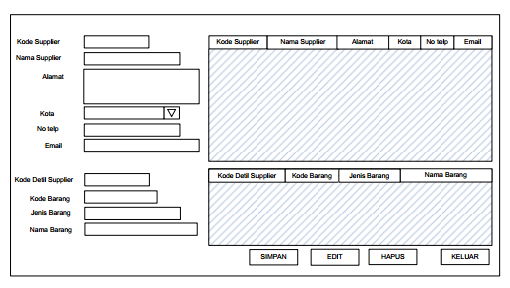 Kode Supplier
Nama Supplier
Alamat
Kota
No telp
Email
Kode Supplier Nama Supplier Alamat Kota No telp Email
Kode Detil Supplier
Kode Barang
Jenis Barang
Nama Barang
Kode Detil Supplier Kode Barang Jenis Barang Nama Barang
SIMPAN EDIT HAPUS KELUAR